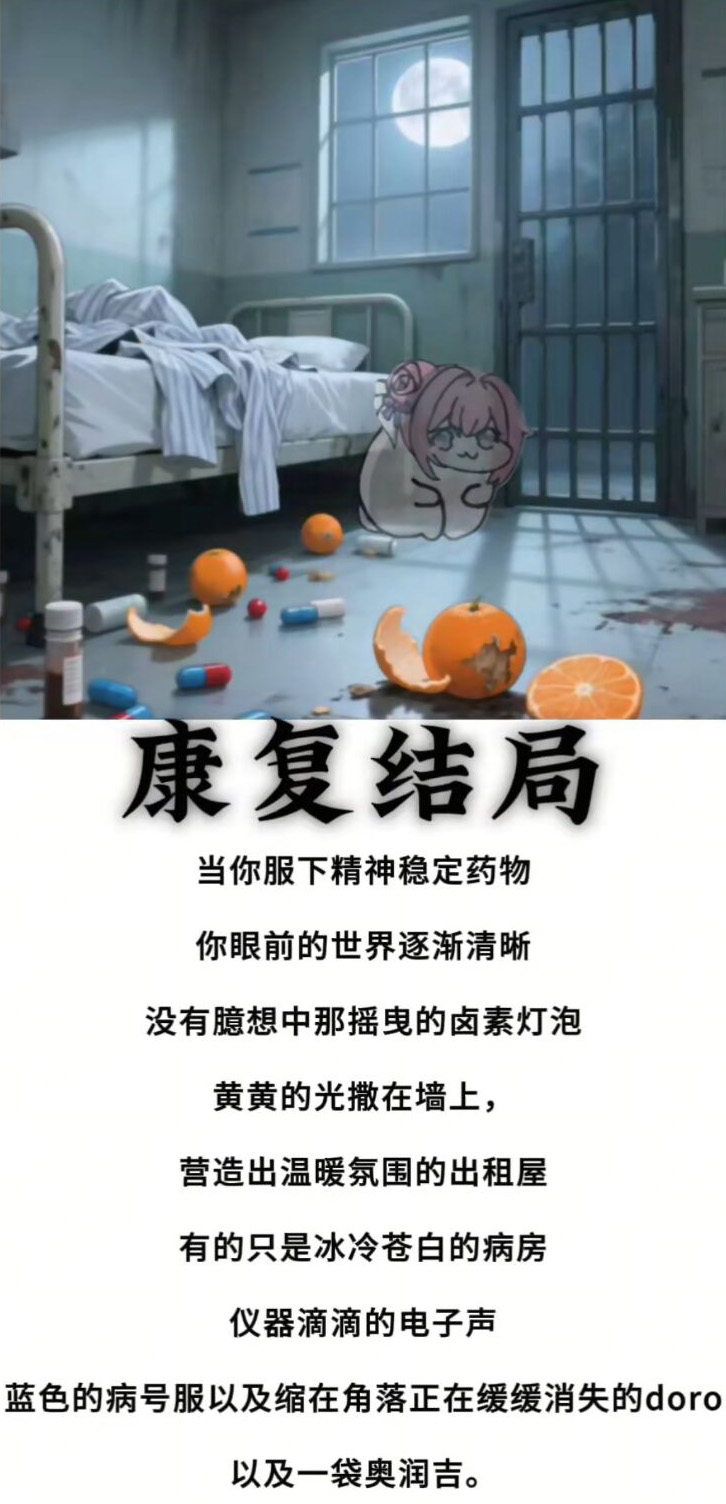 康复结局
当你服下精神稳定药物
你眼前的世界逐渐清晰
没有臆想中那摇曳的卤素灯泡
黄黄的光撒在墙上，
营造出温暖氛围的出租屋
有的只是冰冷苍白的病房
仪器滴滴的电子声
蓝色的病号服以及缩在角落正在缓缓消失的doro
以及一袋奥润吉。